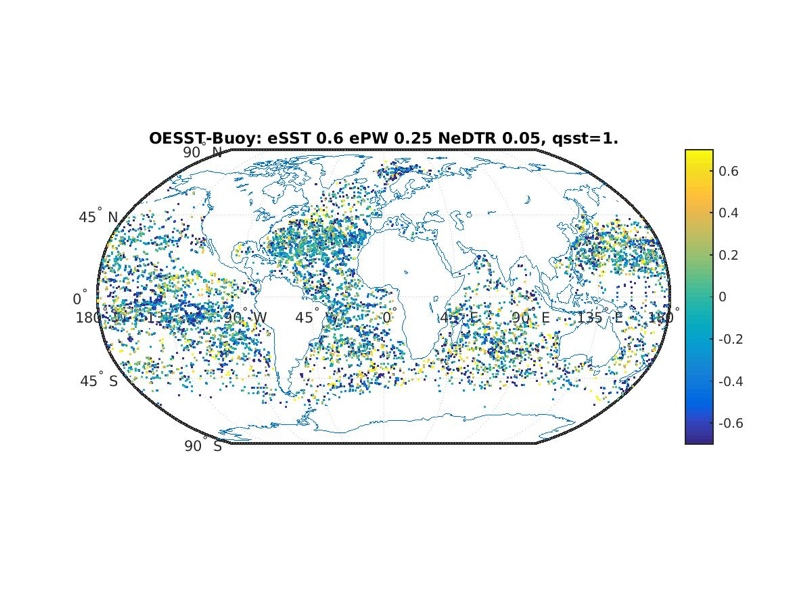 OESST-Buoy: eSST 0.6 ePW 0.25 NeDTR 0.05, qsst=1.
90° N
45° N
0°
180° 90° W 45° 0° 45° E 90° E 135° E 180°
45° S
90° S
0.6
0.4
0.2
0
-0.2
-0.4
-0.6